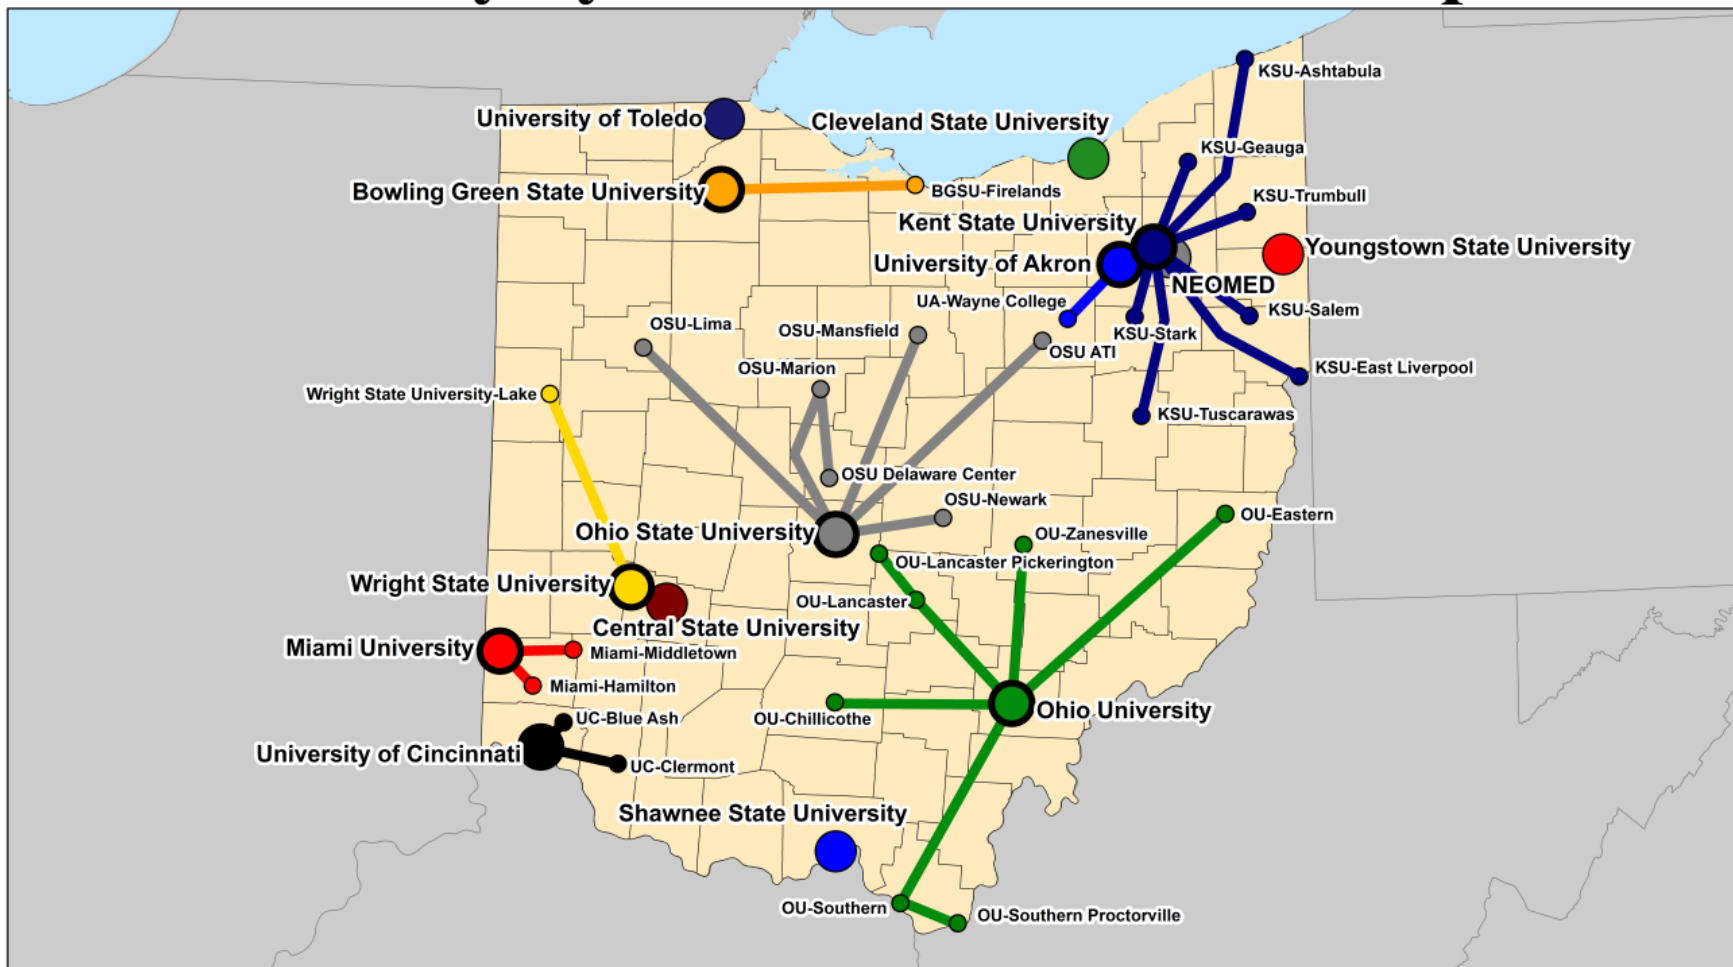 KSU-Ashtabula
University of Toledo
Cleveland State University
KSU-Geauga
Bowling Green State University
BGSU-Firelands
KSU-Trumbull
Kent State University
Youngstown State University
University of Akron
NEOMED
UA-Wayne College
KSU-Salem
OSU-Lima
OSU-Mansfield
KSU-Stark
OSU ATI
OSU-Marion
KSU-East Liverpool
Wright State University-Lake
KSU-Tuscarawas
OSU Delaware Center
OSU-Newark
OU-Eastern
Ohio State University
OU-Zanesville
OU-Lancaster Pickerington
Wright State University
OU-Lancaster
Central State University
Miami University
Miami-Middletown
Miami-Hamilton
OU-Chillicothe
Ohio University
UC-Blue Ash
University of Cincinnati
UC-Clermont
Shawnee State University
OU-Southern
OU-Southern Proctorville